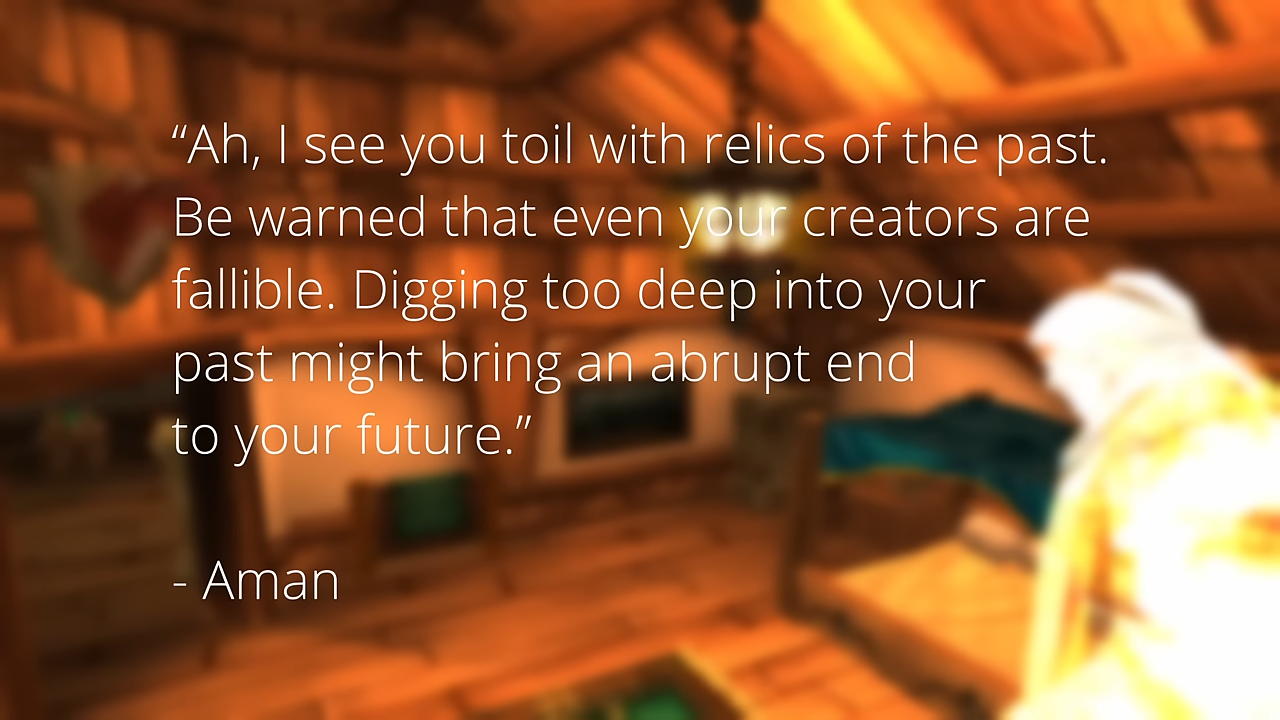 “Ah, I see you toil with relics of the past.
Be warned that even your creators are
fallible. Digging too deep into your
past might bring an abrupt end
to your future.”
- Aman